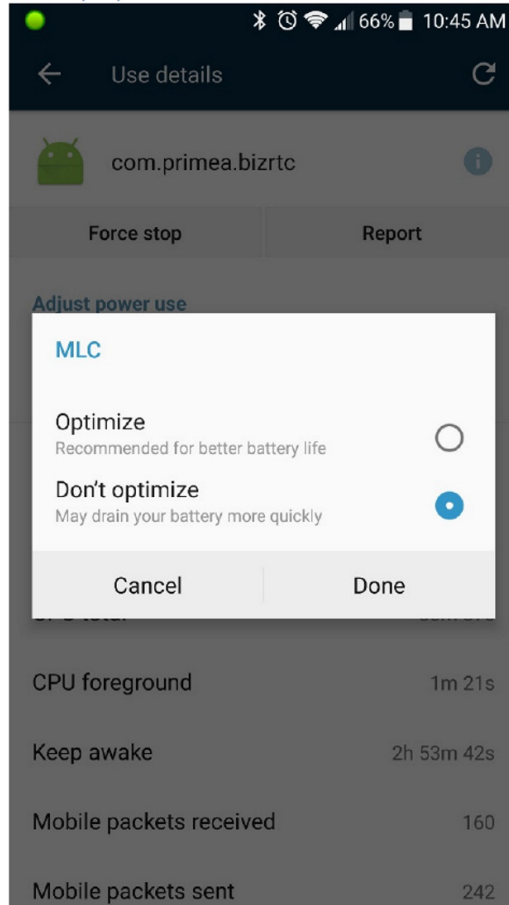 66% 10:45 AM
Use details
com.primea.bizrtc
Force stop Report
Adjust power use
MLC
Optimize
Recommended for better battery life
Don't optimize
May drain your battery more quickly
Cancel Done
CPU foreground 1m 21s
Keep awake 2h 53m 42s
Mobile packets received 160
Mobile packets sent 242